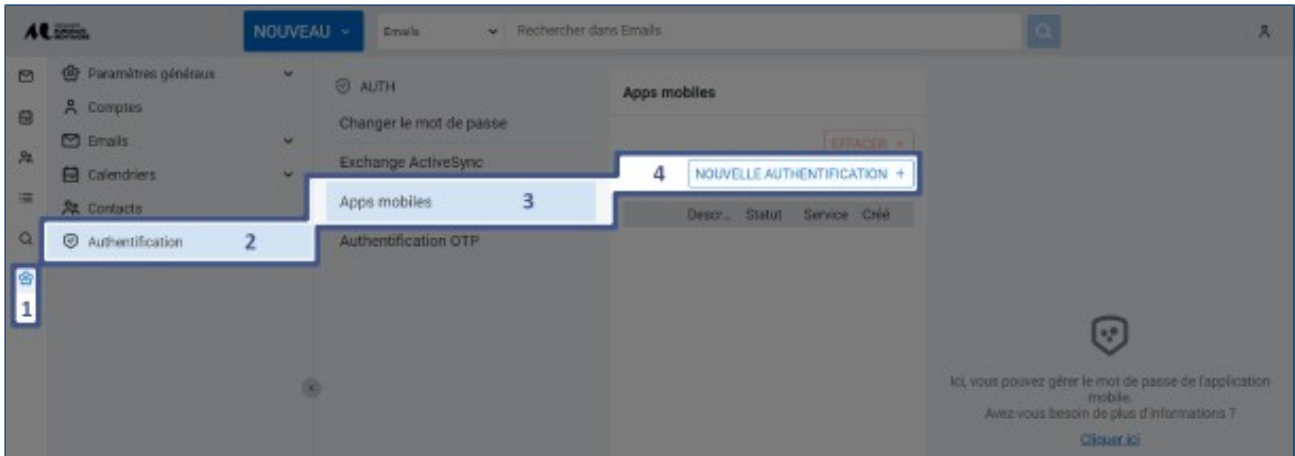 NOUVEAU
Emails
Rechercher dans Emails
Paramètres généraux
Comptes
Emails
Calendriers
Contacts
Authentification 2
1
AUTH
Changer le mot de passe
Exchange ActiveSync
Apps mobiles 3
Authentification OTP
Apps mobiles
EFFACER ×
4 NOUVELLE AUTHENTIFICATION +
Descr... Statut Service Créé
Ici, vous pouvez gérer le mot de passe de l'application
mobile.
Avez-vous besoin de plus d'informations ?
Cliquer ici